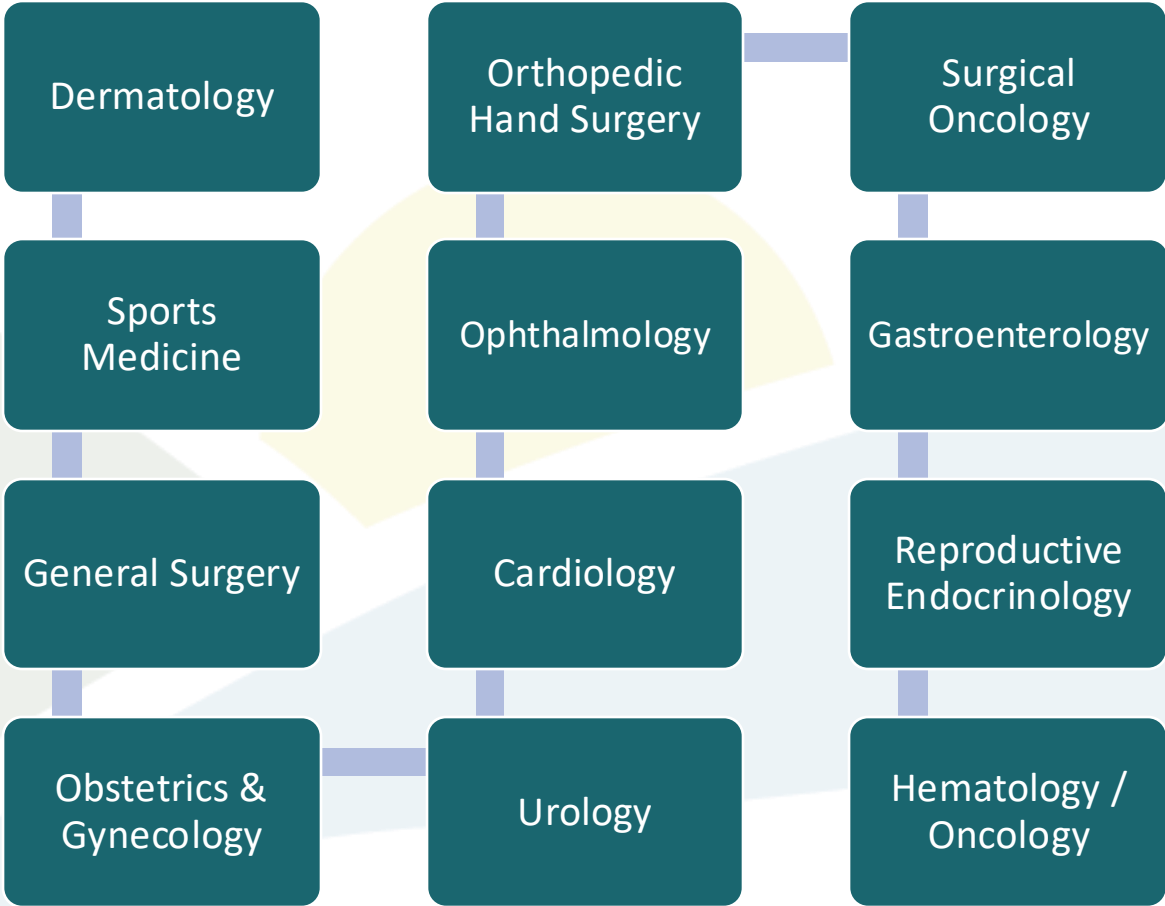 Dermatology
Sports
Medicine
General Surgery
Obstetrics &
Gynecology
Urology
Cardiology
Ophthalmology
Orthopedic
Hand Surgery
Surgical
Oncology
Gastroenterology
Reproductive
Endocrinology
Hematology /
Oncology